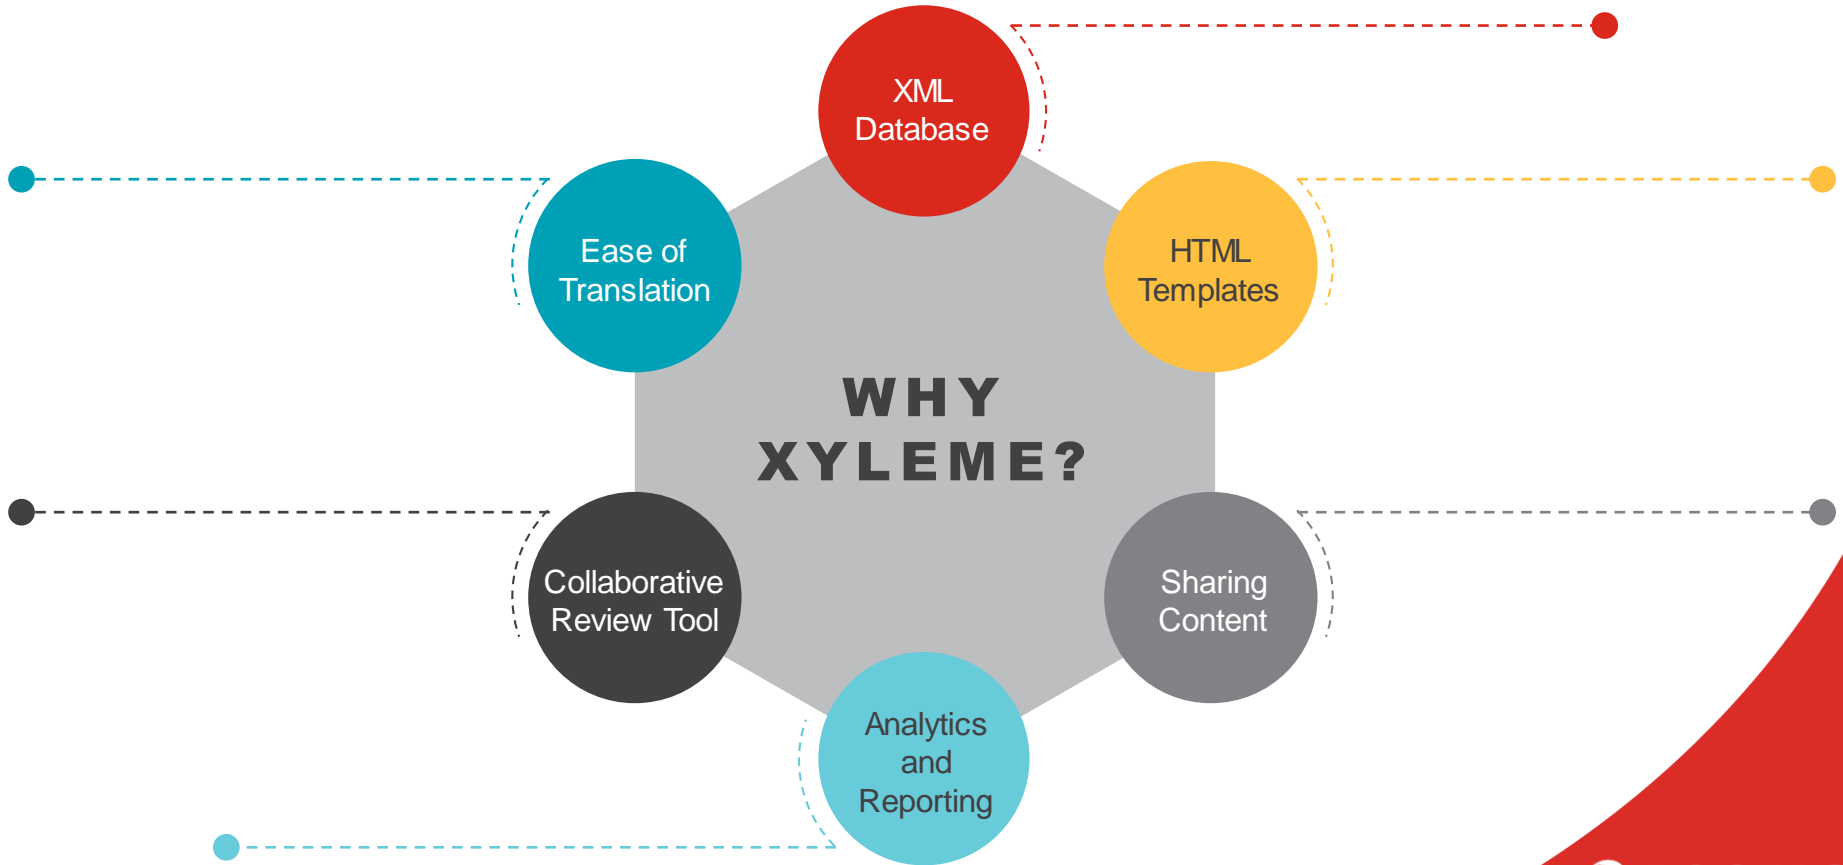 XML
Database
Ease of
Translation
HTML
Templates
WHY
XYLEME?
Collaborative
Review Tool
Sharing
Content
Analytics
and
Reporting